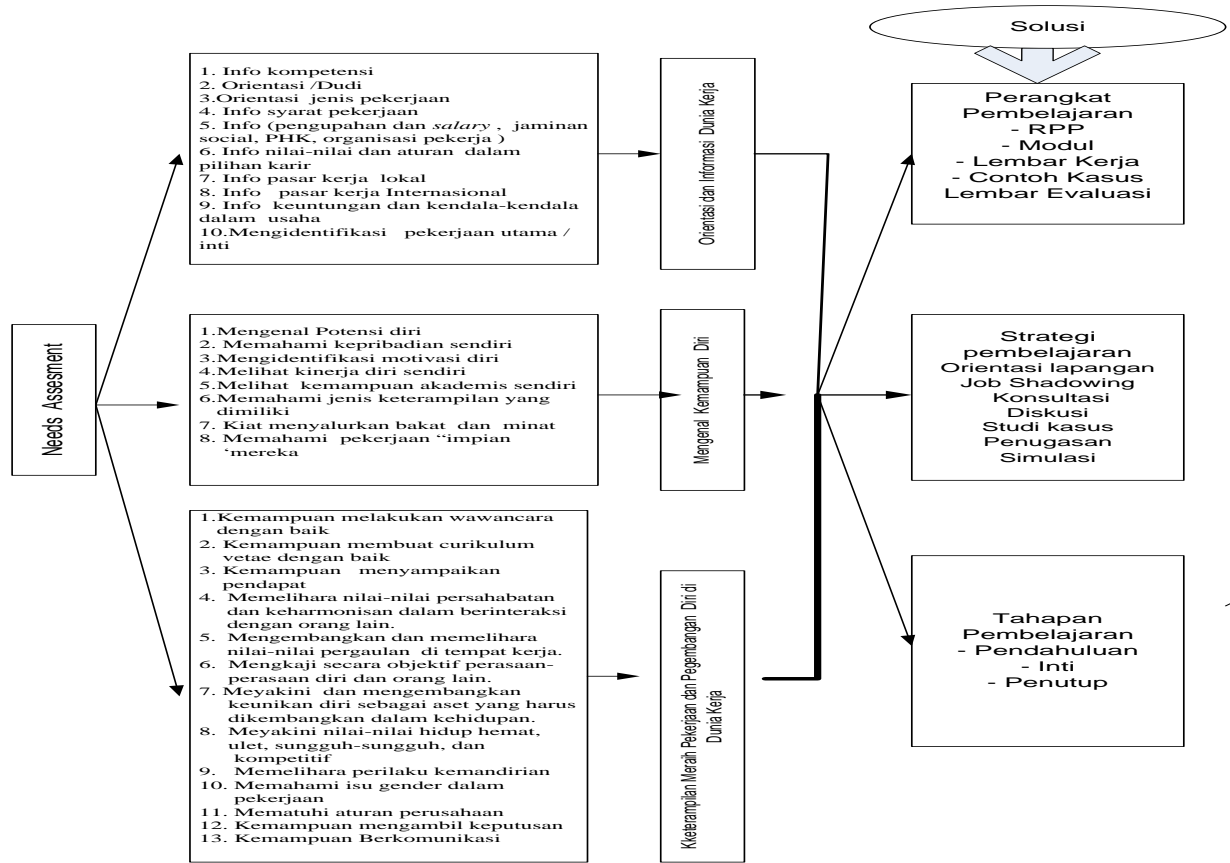 Needs Assesment
1. Info kompetensi
2. Orientasi /Dudi
3.Orientasi jenis pekerjaan
4. Info syarat pekerjaan
5. Info (pengupahan dan salary , jaminan
social, PHK, organisasi pekerja )
6. Info nilai-nilai dan aturan dalam
pilihan karir
7. Info pasar kerja lokal
8. Info pasar kerja Internasional
9. Info keuntungan dan kendala-kendala
dalam usaha
10.Mengidentifikasi pekerjaan utama /
inti
Orientasi dan Informasi Dunia Kerja
1.Mengenal Potensi diri
2. Memahami kepribadian sendiri
3.Mengidentifikasi motivasi diri
4.Melihat kinerja diri sendiri
5.Melihat kemampuan akademis sendiri
6.Memahami jenis keterampilan yang
dimiliki
7. Kiat menyalurkan bakat dan minat
8. Memahami pekerjaan “impian
‘mereka
Mengenal Kemampuan Diri
1.Kemampuan melakukan wawancara
dengan baik
2. Kemampuan membuat curikulum
vetae dengan baik
3. Kemampuan menyampaikan
pendapat
4. Memelihara nilai-nilai persahabatan
dan keharmonisan dalam berinteraksi
dengan orang lain.
5. Mengembangkan dan memelihara
nilai-nilai pergaulan di tempat kerja.
6. Mengkaji secara objektif perasaan-
perasaan diri dan orang lain.
7. Meyakini dan mengembangkan
keunikan diri sebagai aset yang harus
dikembangkan dalam kehidupan.
8. Meyakini nilai-nilai hidup hemat,
ulet, sungguh-sungguh, dan
kompetitif
9. Memelihara perilaku kemandirian
10. Memahami isu gender dalam
pekerjaan
11. Mematuhi aturan perusahaan
12. Kemampuan mengambil keputusan
13. Kemampuan Berkomunikasi
Kketerampilan Meraih Pekerjaan dan Pegembangan Diri di
Dunia Kerja
Solusi
Perangkat
Pembelajaran
- RPP
- Modul
- Lembar Kerja
- Contoh Kasus
Lembar Evaluasi
Strategi
pembelajaran
Orientasi lapangan
Job Shadowing
Konsultasi
Diskusi
Studi kasus
Penugasan
Simulasi
Tahapan
Pembelajaran
- Pendahuluan
- Inti
- Penutup